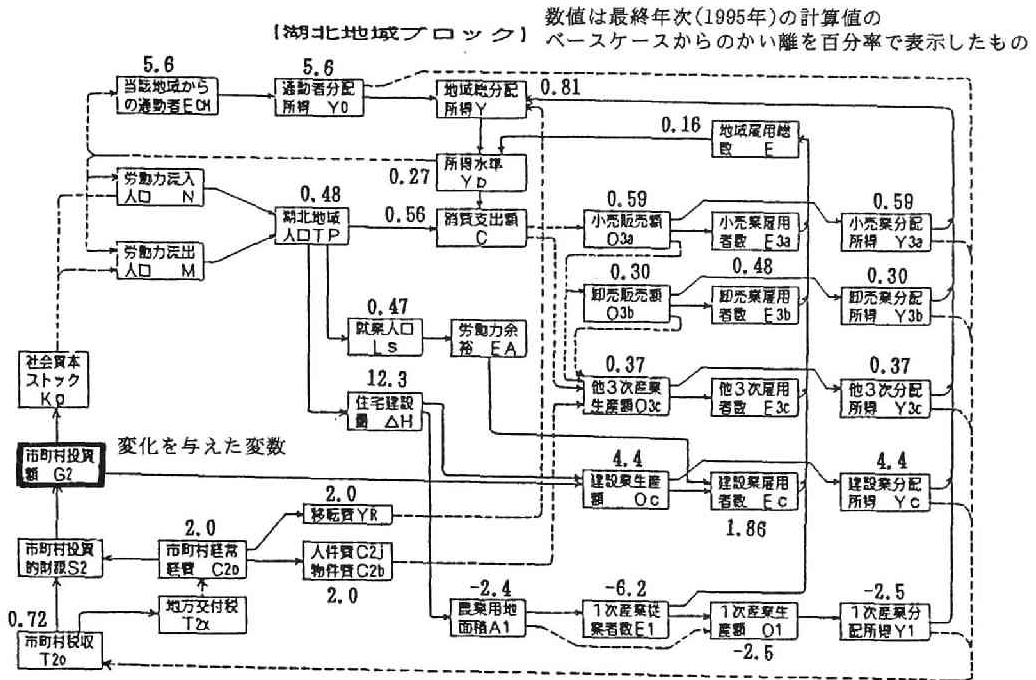 【湖北地域ブロック】
数値は最終年次(1995年)の計算値の
ベースケースからのかい離を百分率で表示したもの
5.6
当該地域から
の通勤者ECH
5.6
通勤者分配
所得 YO
地域総分配
所得 Y
0.81
0.16
地域雇用総
数 E
労働力流入
人口 N
0.27
所得水準
YD
0.48
湖北地域
人口TP
0.56
消費支出額
C
0.59
小売販売額
O3a
小売業雇用
者数 E3a
0.59
小売業分配
所得 Y3a
労働力流出
人口 M
0.30
卸売販売額
O3b
0.48
卸売業雇用
者数 E3b
0.30
卸売業分配
所得 Y3b
0.47
就業人口
Ls
労働力余
裕 EA
社会資本
ストック
Kp
12.3
住宅建設
額 ΔH
0.37
他3次産業
生産額O3c
他3次雇用
者数 E3c
0.37
他3次分配
所得 Y3c
市町村投資
額 G2
変化を与えた変数
4.4
建設業生産
額 Oc
建設業雇用
者数 Ec
1.86
4.4
建設業分配
所得 Yc
2.0
移転費YR
市町村投資
的財源S2
2.0
市町村経常
経費 C2o
人件費C2j
物件費C2b
2.0
地方交付税
T2α
0.72
市町村税収
T2o
-2.4
農業用地
面積A1
-6.2
1次産業従
業者数E1
1次産業生
産額 O1
-2.5
-2.5
1次産業分
配所得Y1